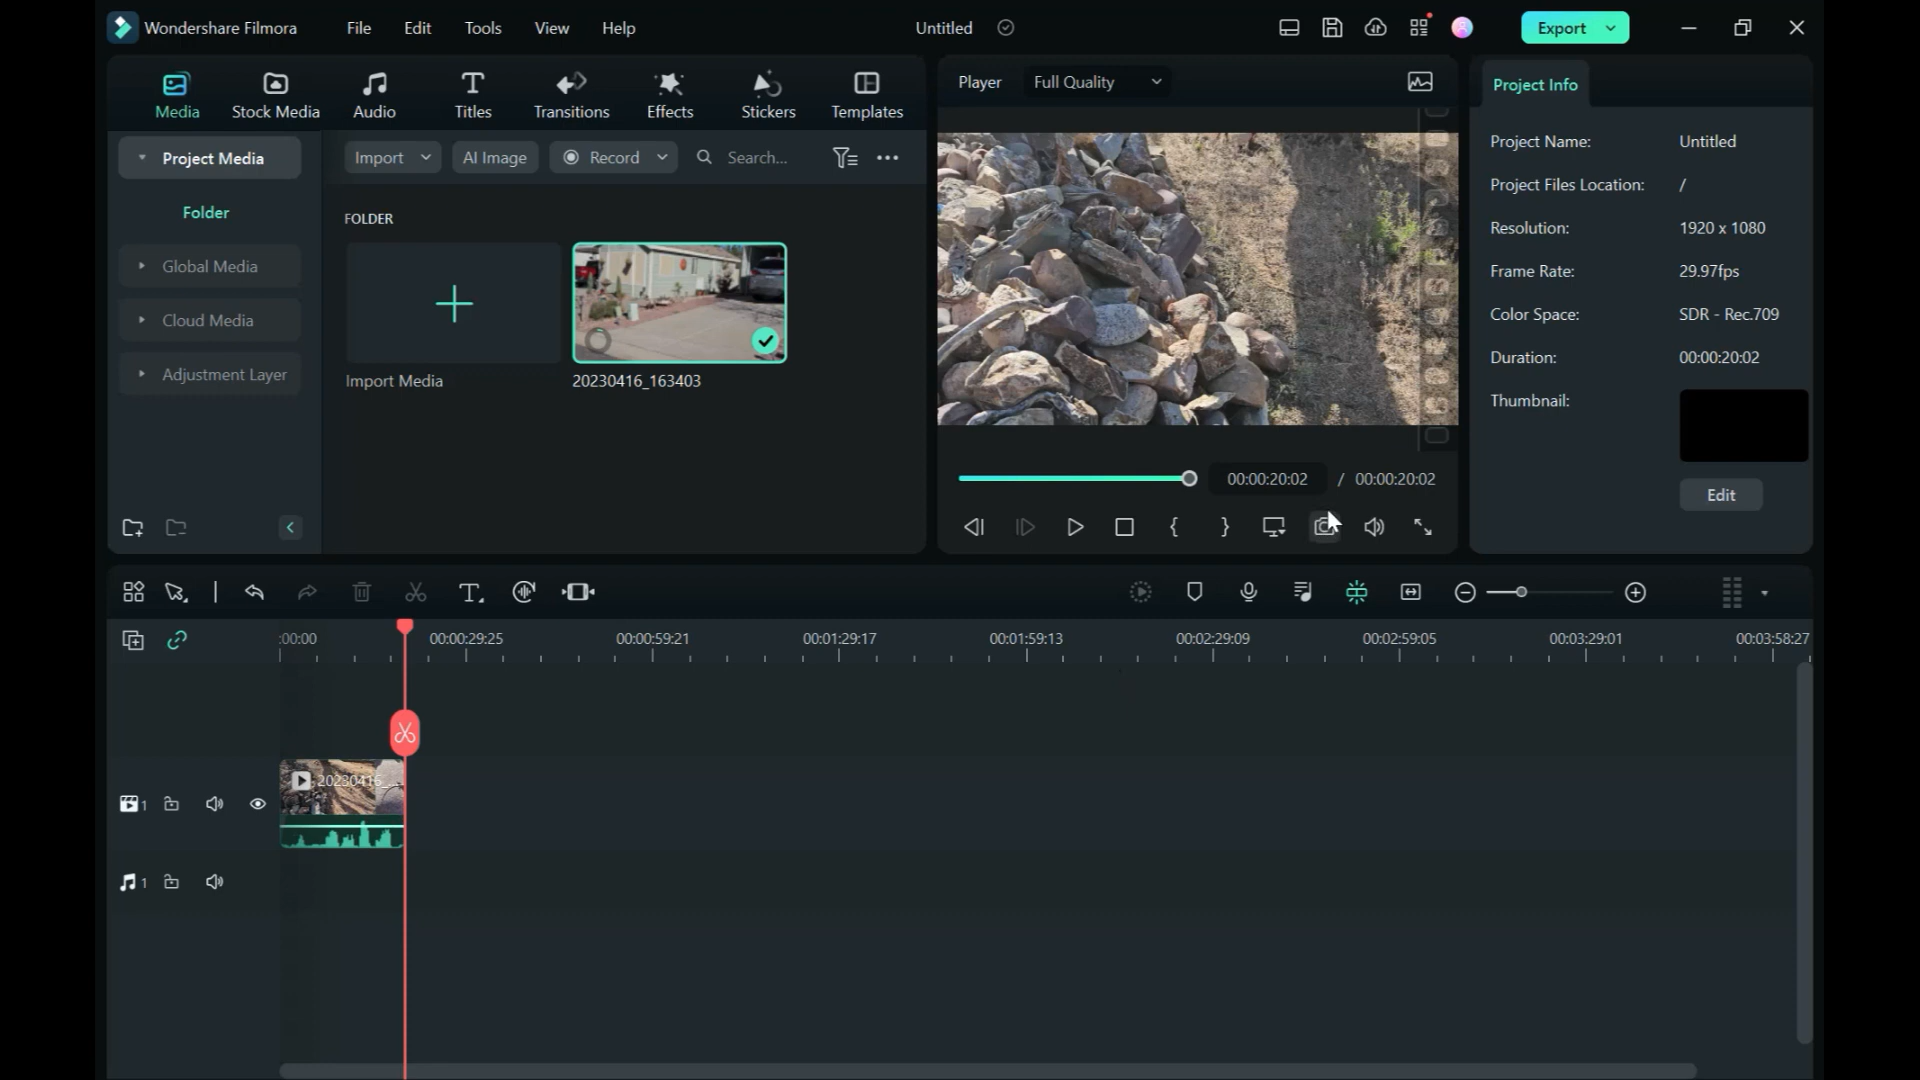 Wondershare Filmora File Edit Tools View Help Untitled Export
Media Stock Media Audio Titles Transitions Effects Stickers Templates
Player Full Quality
Project Info
Project Media
Folder
Global Media
Cloud Media
Adjustment Layer
Import AI Image Record Search...
FOLDER
Import Media 20230416_163403
00:00:20:02 / 00:00:20:02
{ }
Project Name: Untitled
Project Files Location: /
Resolution: 1920 x 1080
Frame Rate: 29.97fps
Color Space: SDR - Rec.709
Duration: 00:00:20:02
Thumbnail:
Edit
:00:00 00:00:29:25 00:00:59:21 00:01:29:17 00:01:59:13 00:02:29:09 00:02:59:05 00:03:29:01 00:03:58:27
20230416_...
1
1